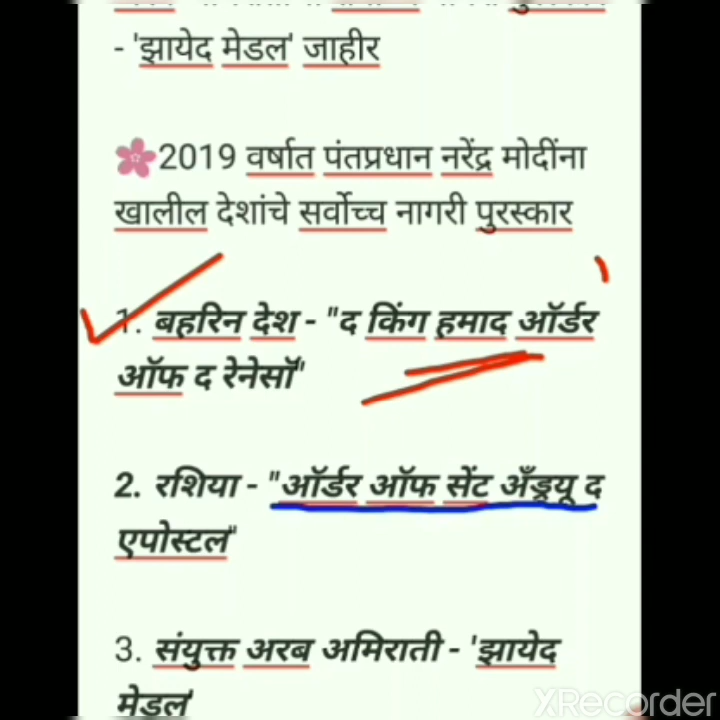 - 'झायेद मेडल' जाहीर
🌸2019 वर्षात पंतप्रधान नरेंद्र मोदींना
खालील देशांचे सर्वोच्च नागरी पुरस्कार
1. बहरिन देश - "द किंग हमाद ऑर्डर
ऑफ द रेनेसॉं"
2. रशिया - "ऑर्डर ऑफ सेंट अँड्र्यू द
एपोस्टल"
3. संयुक्त अरब अमिराती - 'झायेद
मेडल'
XRecorder